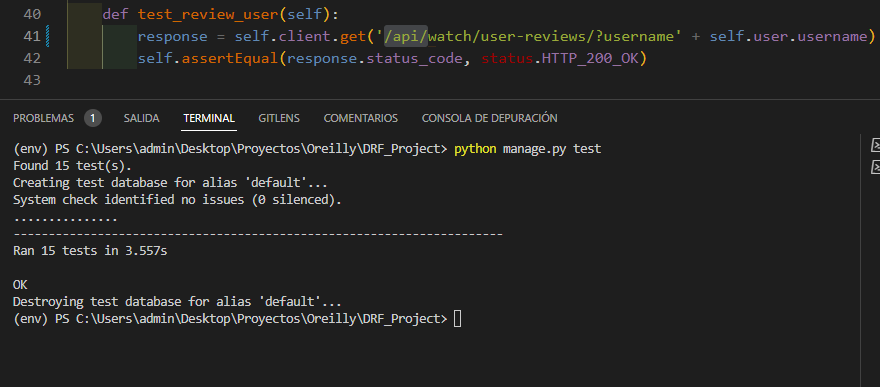 40 def test_review_user(self):
41 response = self.client.get('/api/watch/user-reviews/?username' + self.user.username)
42 self.assertEqual(response.status_code, status.HTTP_200_OK)
43
PROBLEMAS 1 SALIDA TERMINAL GITLENS COMENTARIOS CONSOLA DE DEPURACIÓN
(env) PS C:\Users\admin\Desktop\Proyectos\Oreilly\DRF_Project> python manage.py test
Found 15 test(s).
Creating test database for alias 'default'...
System check identified no issues (0 silenced).
...............
----------------------------------------------------------------------
Ran 15 tests in 3.557s
OK
Destroying test database for alias 'default'...
(env) PS C:\Users\admin\Desktop\Proyectos\Oreilly\DRF_Project>